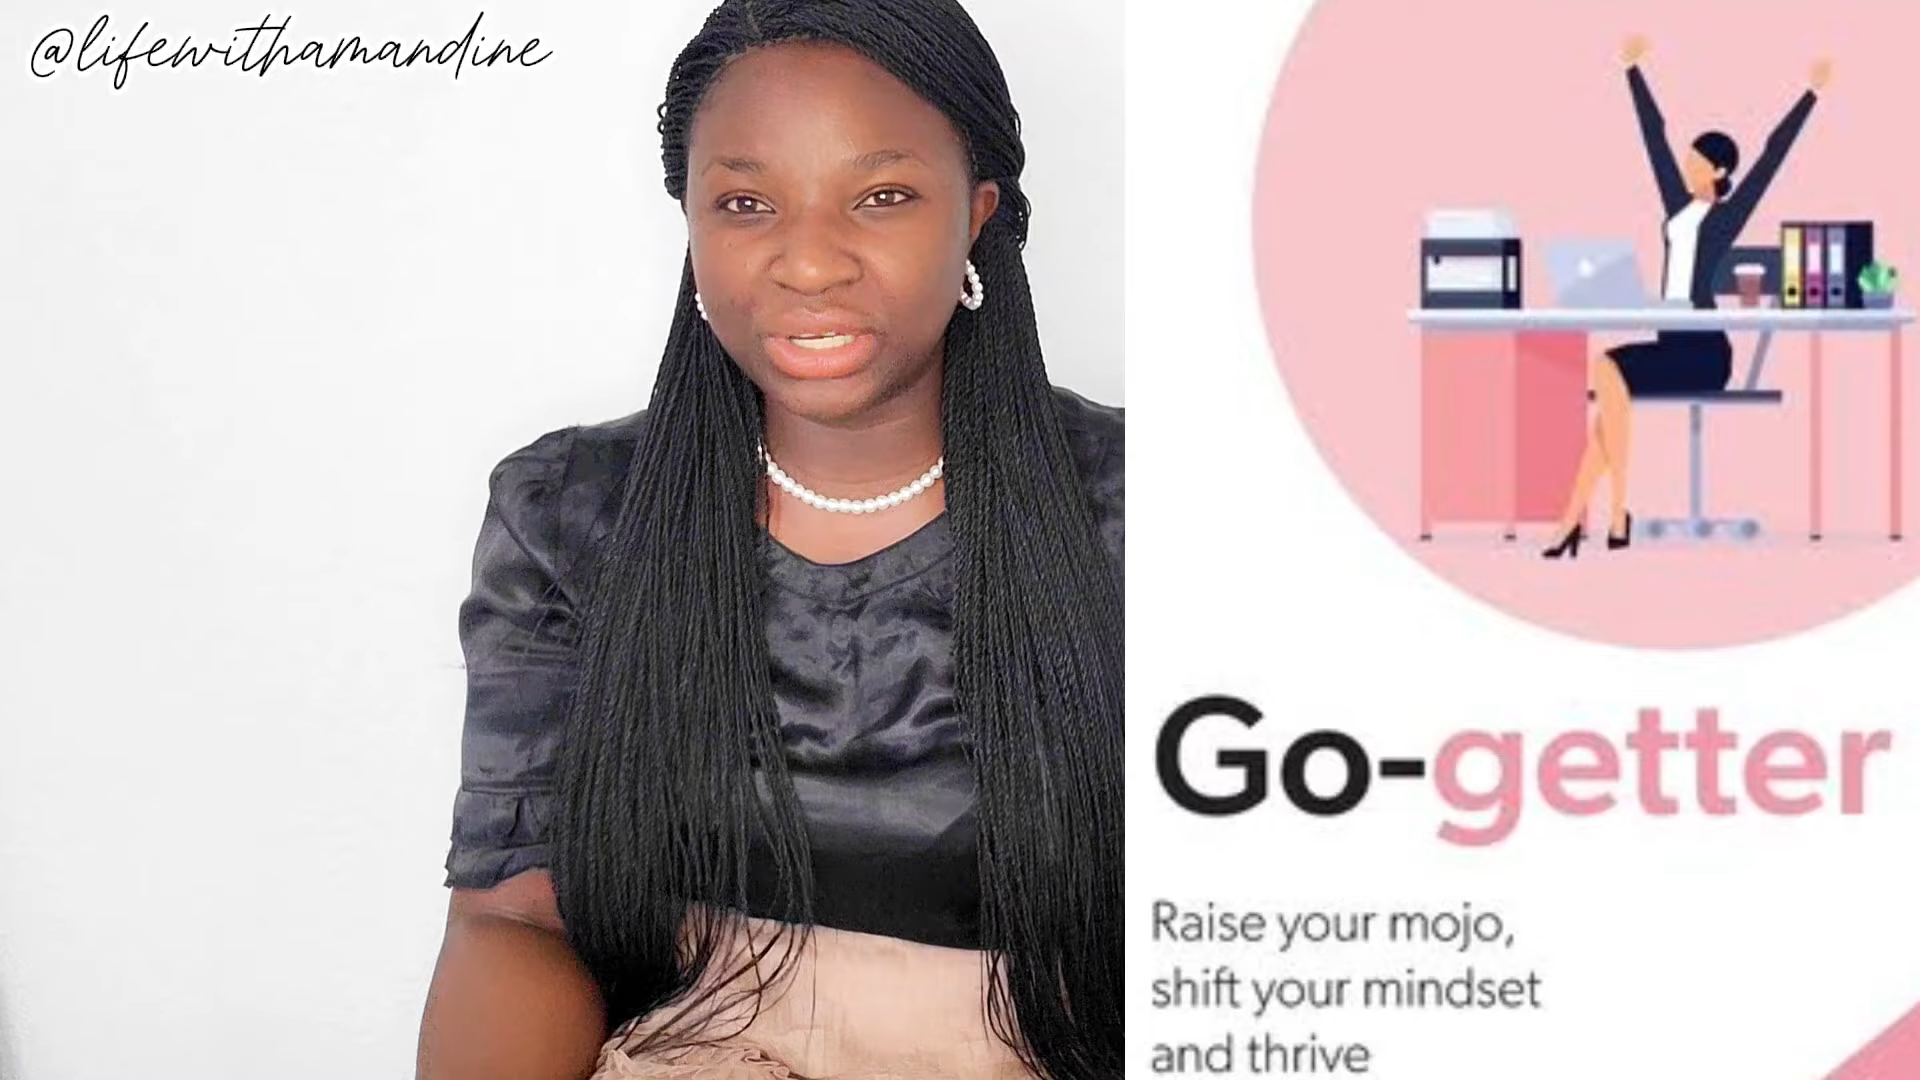 @lifewithamandine
Go-getter
Raise your mojo,
shift your mindset
and thrive